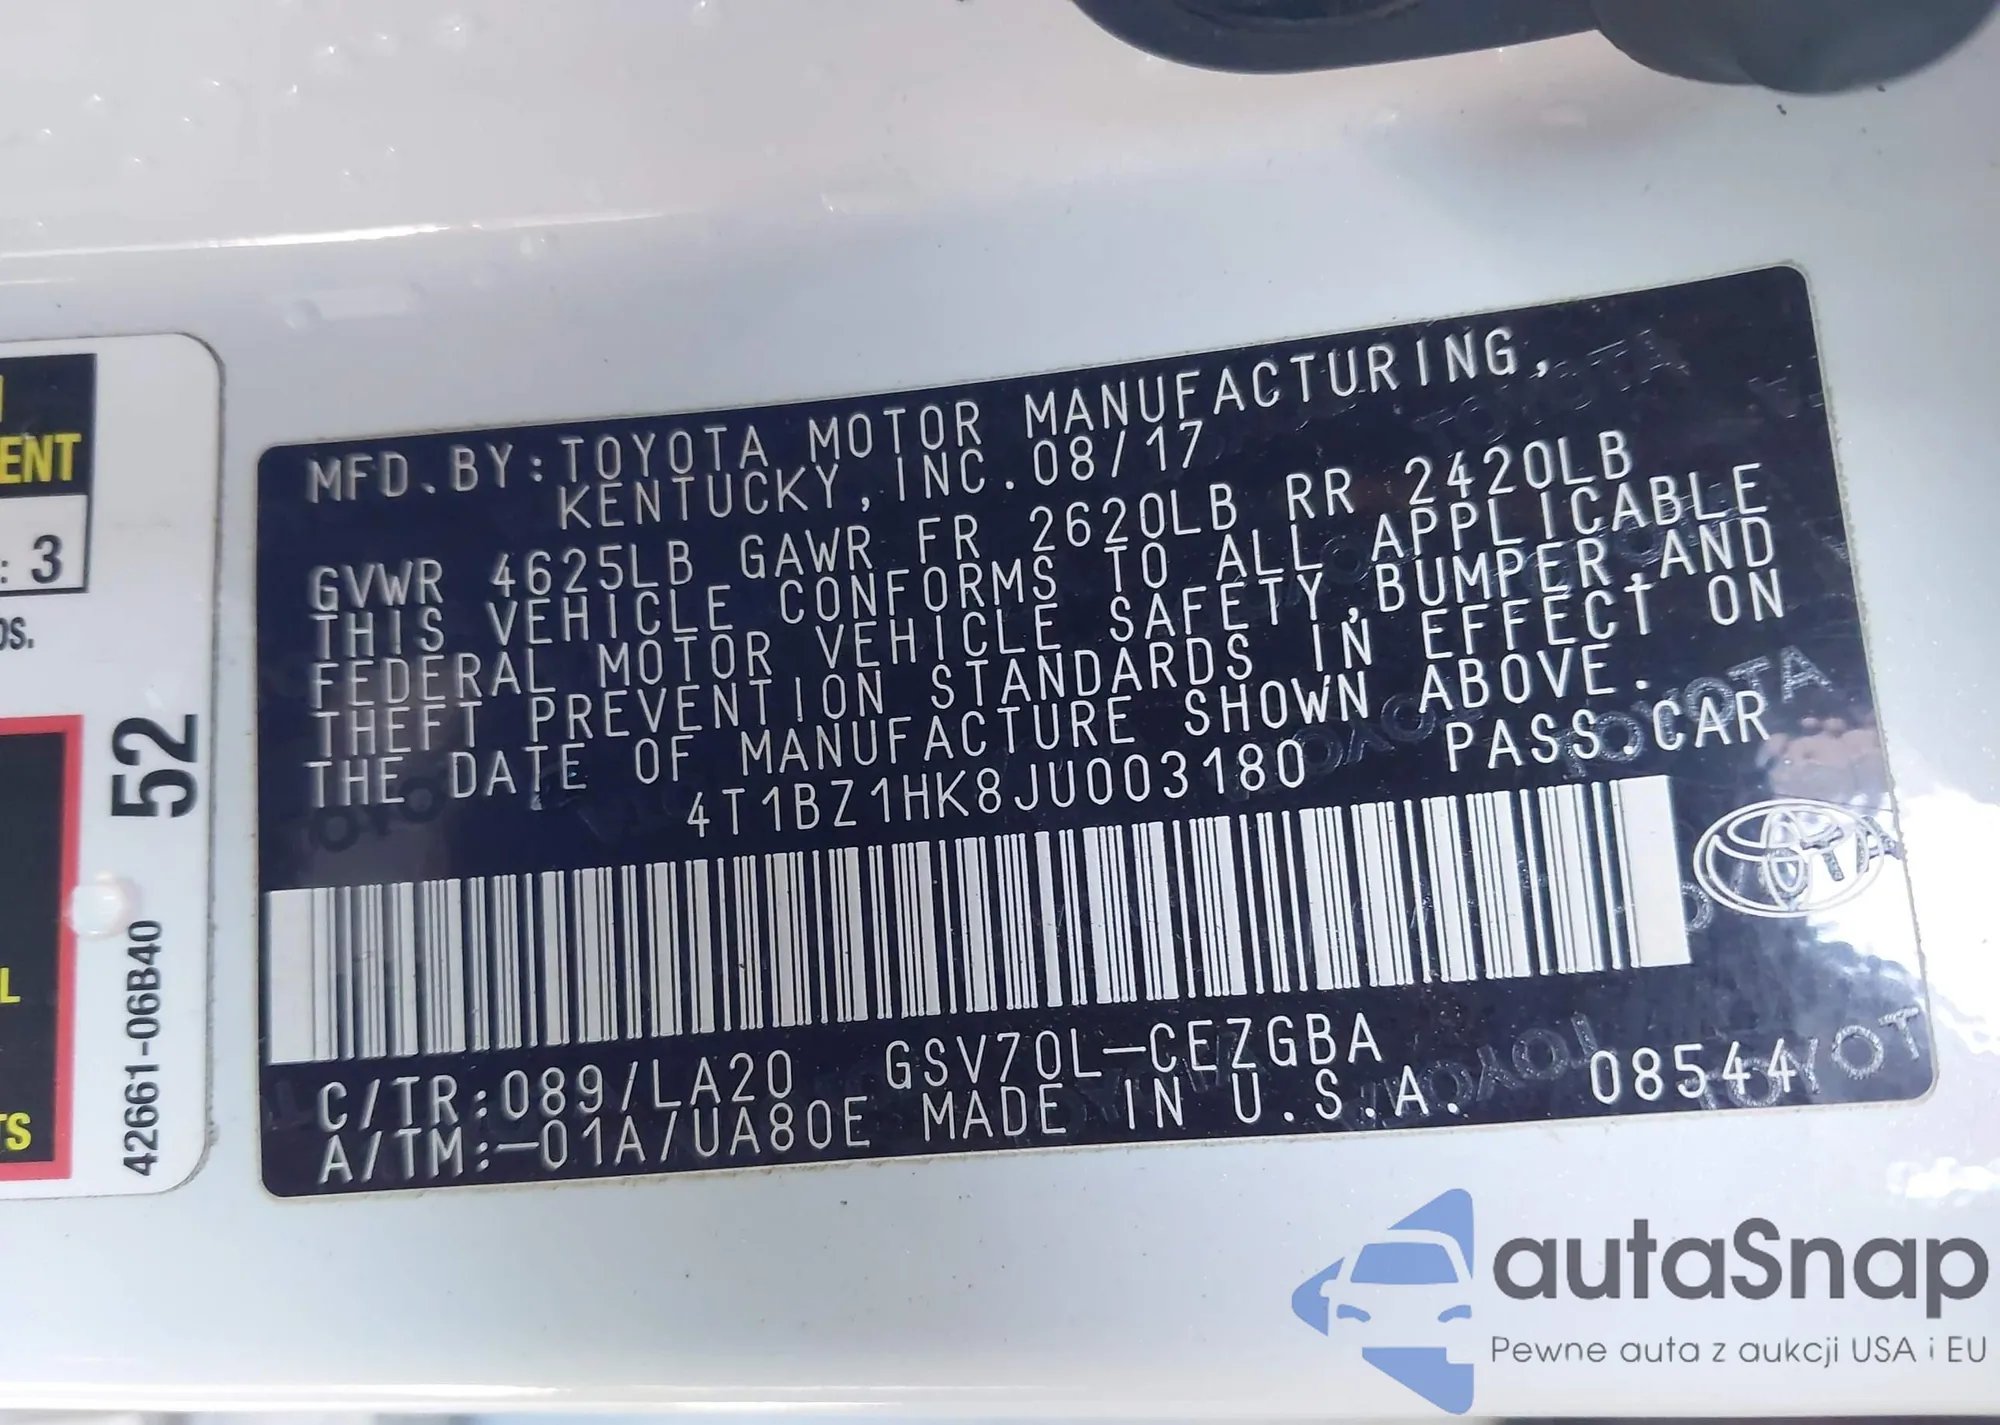 ENT
: 3
os.
52
42661-06B40
L
TS
MFD.BY:TOYOTA MOTOR MANUFACTURING,
KENTUCKY,INC.08/17
GVWR 4625LB GAWR FR 2620LB RR 2420LB
THIS VEHICLE CONFORMS TO ALL APPLICABLE
FEDERAL MOTOR VEHICLE SAFETY,BUMPER,AND
THEFT PREVENTION STANDARDS IN EFFECT ON
THE DATE OF MANUFACTURE SHOWN ABOVE.
4T1BZ1HK8JU003180 PASS.CAR
C/TR:089/LA20 GSV70L-CEZGBA
A/TM:-01A/UA80E MADE IN U.S.A. 08544
TOYOTA
autaSnap
Pewne auta z aukcji USA i EU